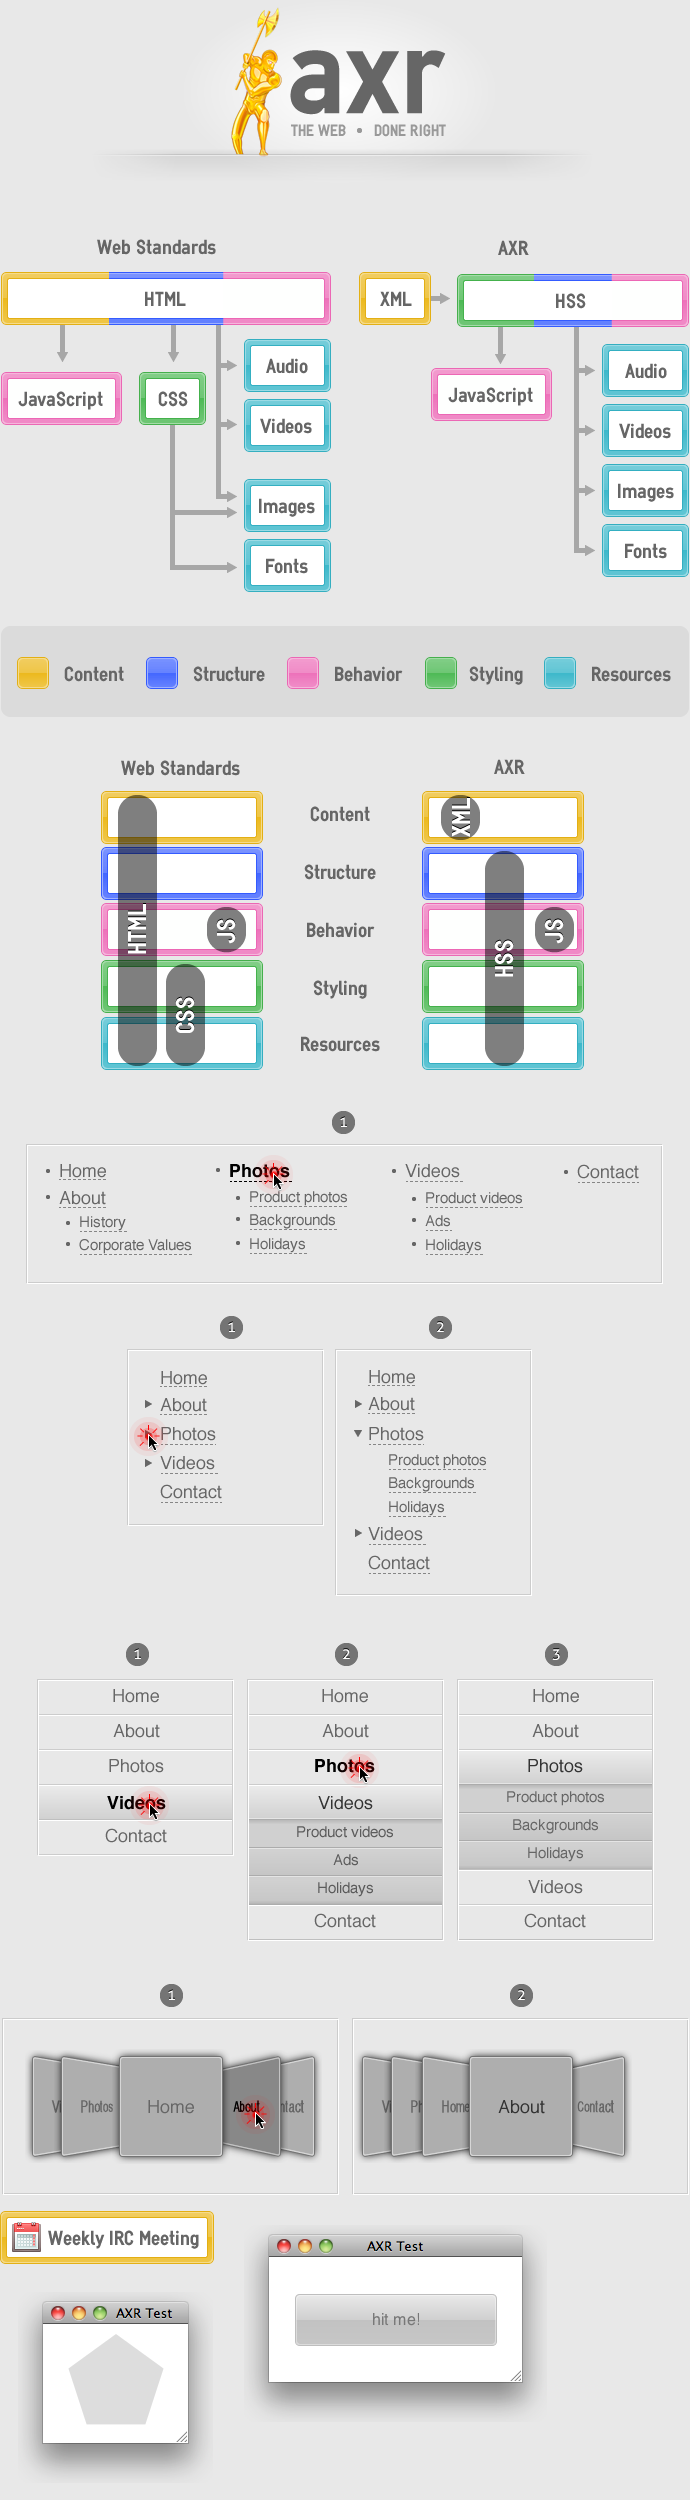 axr
THE WEB • DONE RIGHT
Web Standards
HTML
JavaScript
CSS
Audio
Videos
Images
Fonts
AXR
XML
HSS
JavaScript
Audio
Videos
Images
Fonts
Content
Structure
Behavior
Styling
Resources
Web Standards
AXR
HTML
JS
CSS
Content
Structure
Behavior
Styling
Resources
XML
HSS
JS
1
• Home
• About
• History
• Corporate Values
• Photos
• Product photos
• Backgrounds
• Holidays
• Videos
• Product videos
• Ads
• Holidays
• Contact
1
Home
About
Photos
Videos
Contact
2
Home
About
Photos
Product photos
Backgrounds
Holidays
Videos
Contact
1
Home
About
Photos
Videos
Contact
2
Home
About
Photos
Videos
Product videos
Ads
Holidays
Contact
3
Home
About
Photos
Product photos
Backgrounds
Holidays
Videos
Contact
1
Vi
Photos
Home
About
ntact
2
Vi
Ph
Home
About
Contact
Weekly IRC Meeting
AXR Test
hit me!
AXR Test